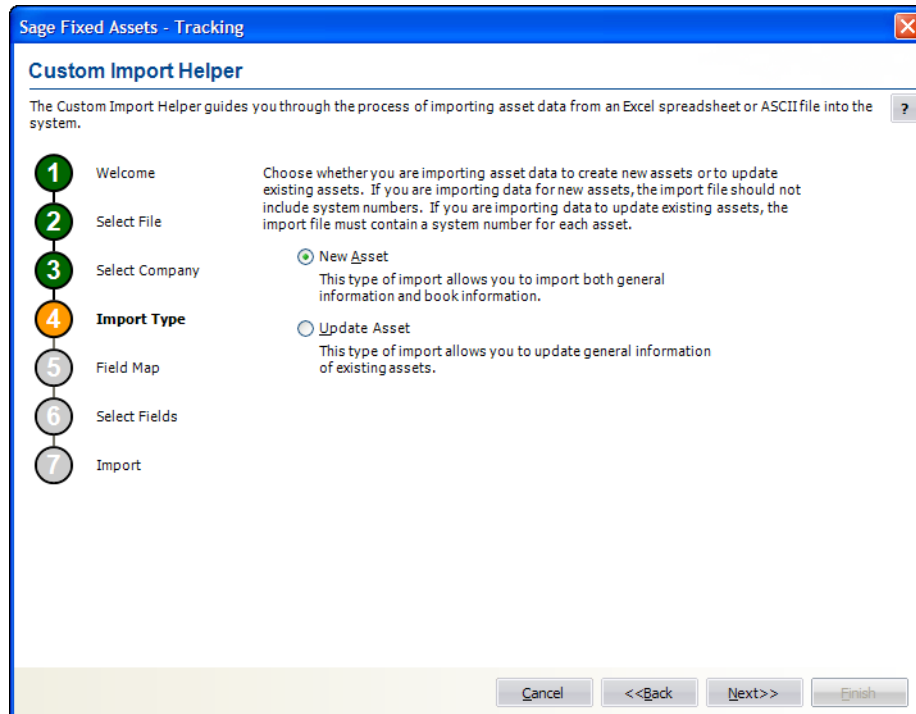 Sage Fixed Assets - Tracking
Custom Import Helper
The Custom Import Helper guides you through the process of importing asset data from an Excel spreadsheet or ASCII file into the
system.
?
1 Welcome
2 Select File
3 Select Company
4 Import Type
5 Field Map
6 Select Fields
7 Import
Choose whether you are importing asset data to create new assets or to update
existing assets. If you are importing data for new assets, the import file should not
include system numbers. If you are importing data to update existing assets, the
import file must contain a system number for each asset.
New Asset
This type of import allows you to import both general
information and book information.
Update Asset
This type of import allows you to update general information
of existing assets.
Cancel <<Back Next>> Finish